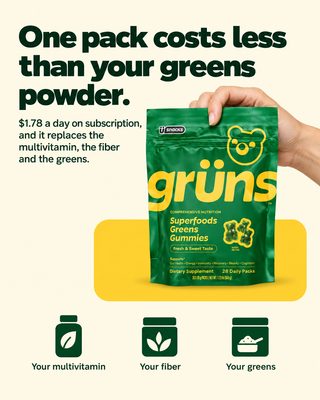 One pack costs less
than your greens
powder.
$1.78 a day on subscription,
and it replaces the
multivitamin, the fiber
and the greens.
SNACKS
grüns
COMPREHENSIVE NUTRITION
Superfoods
Greens
Gummies
Fresh & Sweet Taste
Supports*
Dietary Supplement 28 Daily Packs
Your multivitamin
Your fiber
Your greens